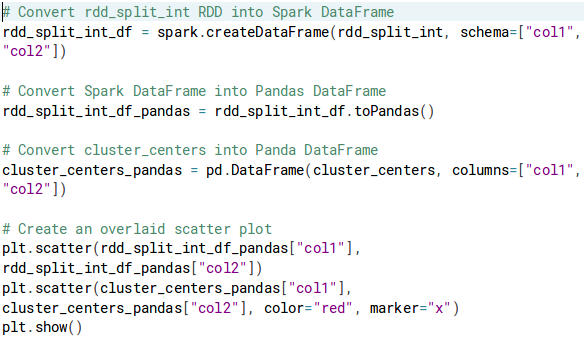 # Convert rdd_split_int RDD into Spark DataFrame
rdd_split_int_df = spark.createDataFrame(rdd_split_int, schema=["col1",
"col2"])
# Convert Spark DataFrame into Pandas DataFrame
rdd_split_int_df_pandas = rdd_split_int_df.toPandas()
# Convert cluster_centers into Panda DataFrame
cluster_centers_pandas = pd.DataFrame(cluster_centers, columns=["col1",
"col2"])
# Create an overlaid scatter plot
plt.scatter(rdd_split_int_df_pandas["col1"],
rdd_split_int_df_pandas["col2"])
plt.scatter(cluster_centers_pandas["col1"],
cluster_centers_pandas["col2"], color="red", marker="x")
plt.show()